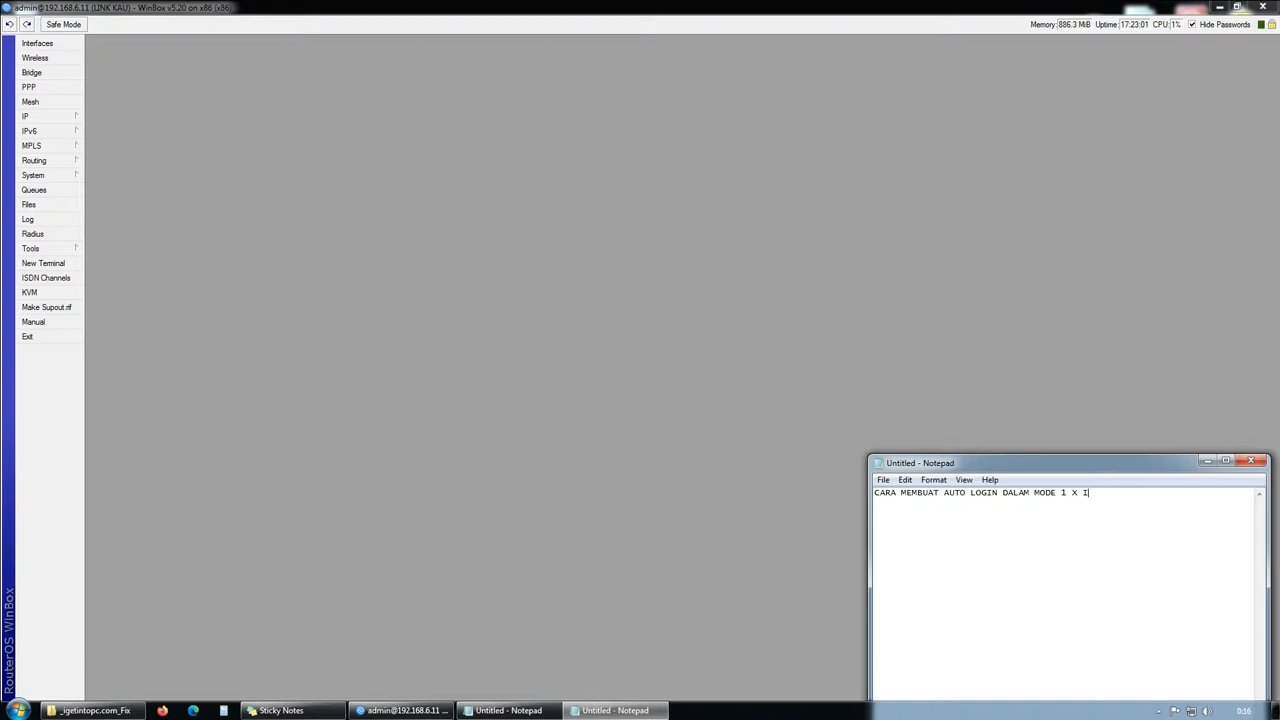 admin@192.168.6.11 (LINK KAU) - WinBox v5.20 on x86 (x86)
Safe Mode
Memory: 886.3 MiB Uptime: 17:23:01 CPU: 1% Hide Passwords
Interfaces
Wireless
Bridge
PPP
Mesh
IP
IPv6
MPLS
Routing
System
Queues
Files
Log
Radius
Tools
New Terminal
ISDN Channels
KVM
Make Supout.rif
Manual
Exit
RouterOS WinBox
Untitled - Notepad
File Edit Format View Help
CARA MEMBUAT AUTO LOGIN DALAM MODE 1 X I
_igetintopc.com_Fix
Sticky Notes
admin@192.168.6.11 ...
Untitled - Notepad
Untitled - Notepad
0:16